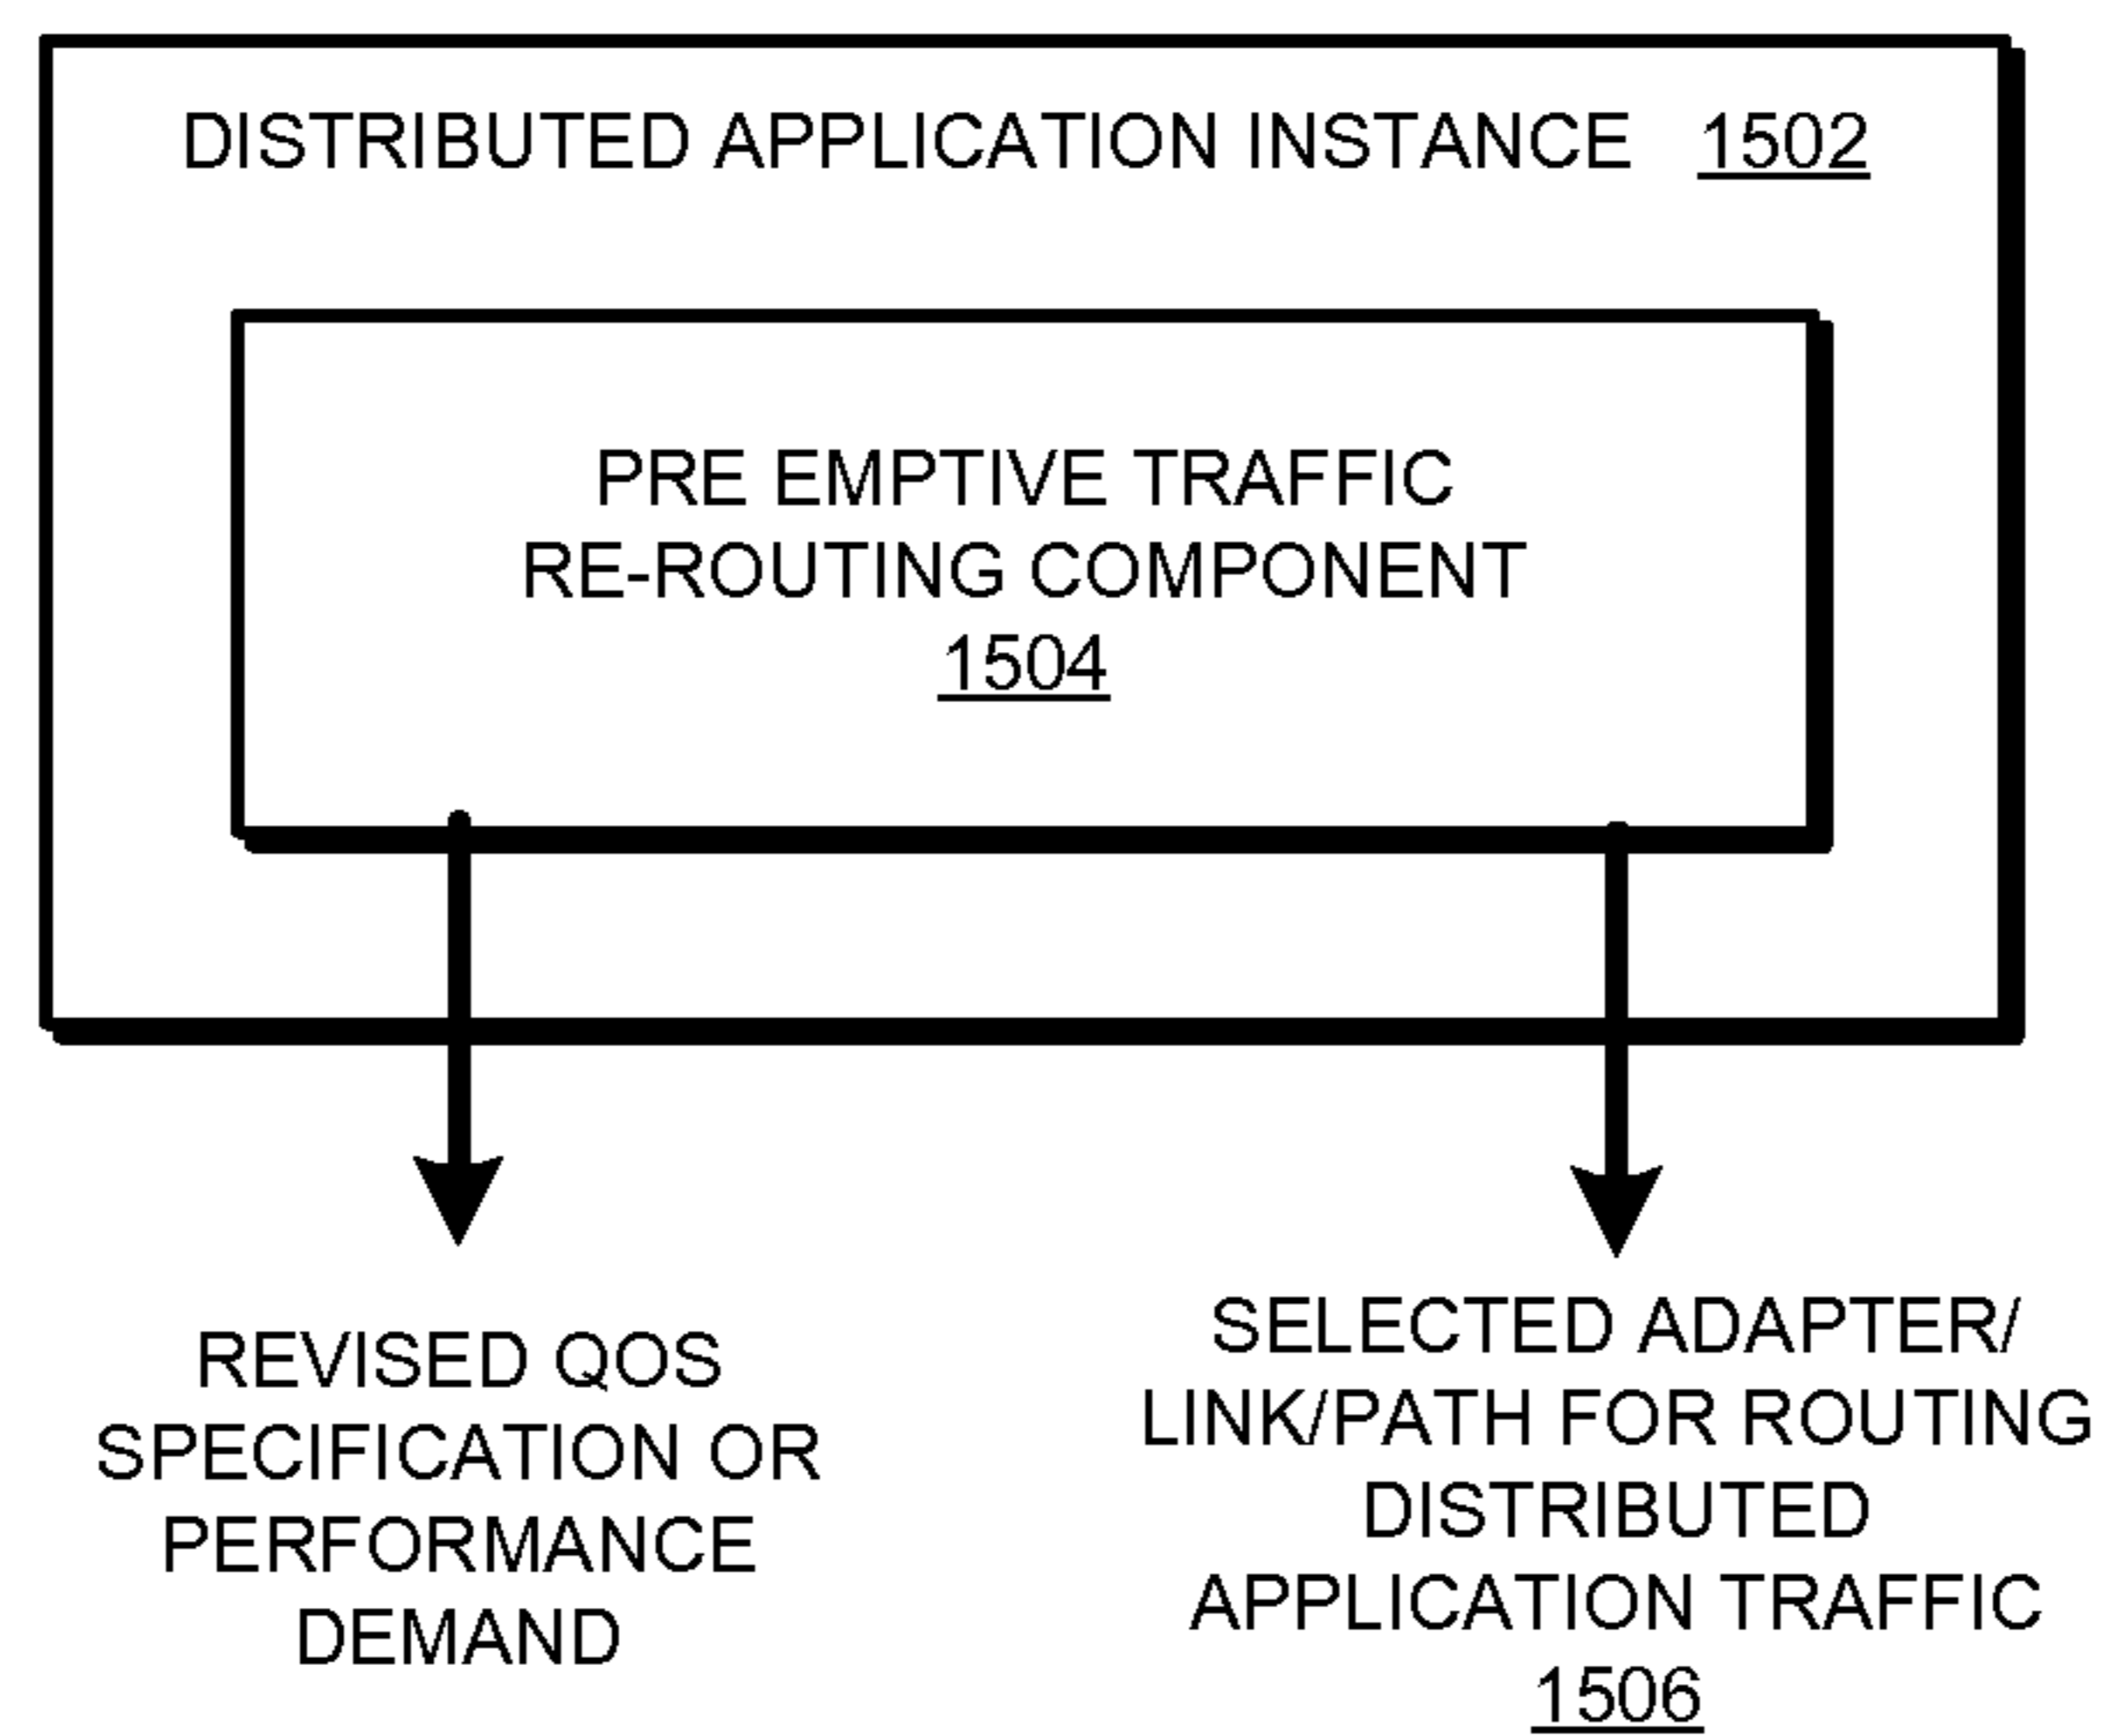 DISTRIBUTED APPLICATION INSTANCE 1502
PRE EMPTIVE TRAFFIC
RE-ROUTING COMPONENT
1504
REVISED QOS
SPECIFICATION OR
PERFORMANCE
DEMAND
SELECTED ADAPTER/
LINK/PATH FOR ROUTING
DISTRIBUTED
APPLICATION TRAFFIC
1506